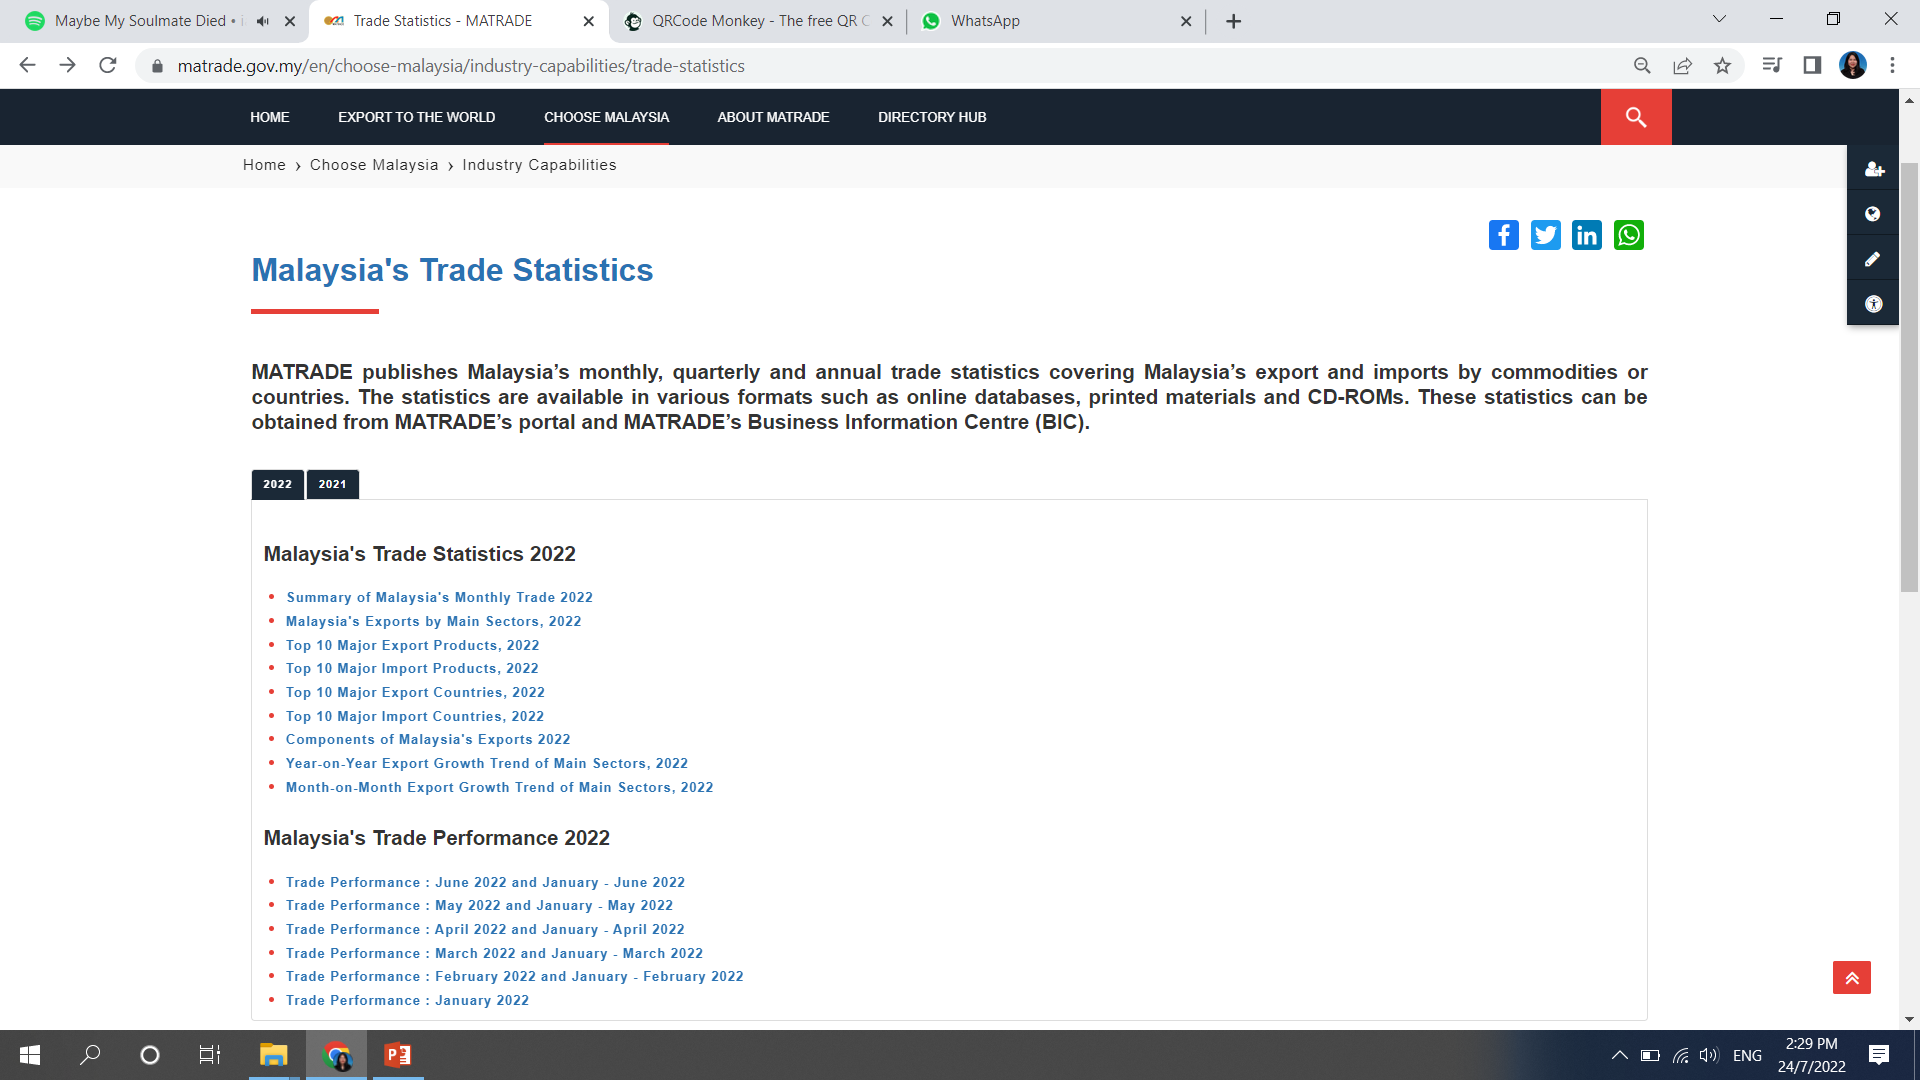 Maybe My Soulmate Died •
Trade Statistics - MATRADE
QRCode Monkey - The free QR C
WhatsApp
matrade.gov.my/en/choose-malaysia/industry-capabilities/trade-statistics
HOME
EXPORT TO THE WORLD
CHOOSE MALAYSIA
ABOUT MATRADE
DIRECTORY HUB
Home › Choose Malaysia › Industry Capabilities
Malaysia's Trade Statistics
MATRADE publishes Malaysia’s monthly, quarterly and annual trade statistics covering Malaysia’s export and imports by commodities or
countries. The statistics are available in various formats such as online databases, printed materials and CD-ROMs. These statistics can be
obtained from MATRADE’s portal and MATRADE’s Business Information Centre (BIC).
2022
2021
Malaysia's Trade Statistics 2022
• Summary of Malaysia's Monthly Trade 2022
• Malaysia's Exports by Main Sectors, 2022
• Top 10 Major Export Products, 2022
• Top 10 Major Import Products, 2022
• Top 10 Major Export Countries, 2022
• Top 10 Major Import Countries, 2022
• Components of Malaysia's Exports 2022
• Year-on-Year Export Growth Trend of Main Sectors, 2022
• Month-on-Month Export Growth Trend of Main Sectors, 2022
Malaysia's Trade Performance 2022
• Trade Performance : June 2022 and January - June 2022
• Trade Performance : May 2022 and January - May 2022
• Trade Performance : April 2022 and January - April 2022
• Trade Performance : March 2022 and January - March 2022
• Trade Performance : February 2022 and January - February 2022
• Trade Performance : January 2022
ENG
2:29 PM
24/7/2022